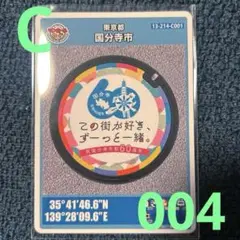 C
東京都
国分寺市
13-214-C001
この街が好き、
ずーっと一緒。
35°41'46.6"N
139°28'09.6"E
004